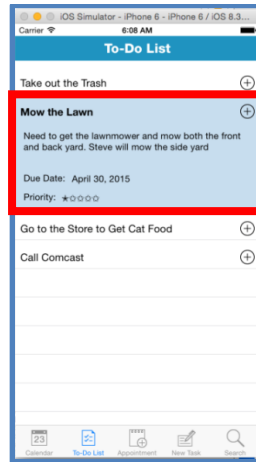 iOS Simulator - iPhone 6 - iPhone 6 / iOS 8.3...
Carrier 6:08 AM
To-Do List
Take out the Trash
Mow the Lawn
Need to get the lawnmower and mow both the front
and back yard. Steve will mow the side yard
Due Date: April 30, 2015
Priority:
Go to the Store to Get Cat Food
Call Comcast
23
Calendar To-Do List Appointment New Task Search